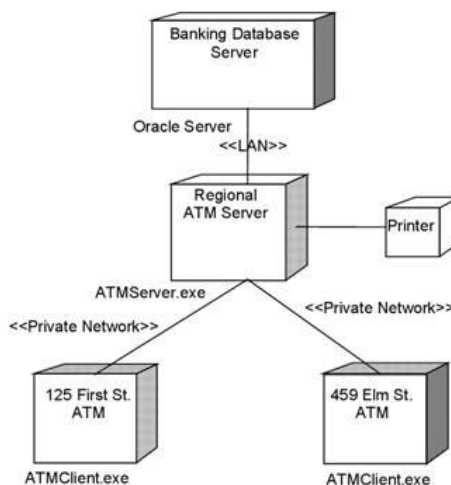 Banking Database
Server
Oracle Server
<<LAN>>
Regional
ATM Server
Printer
ATMServer.exe
<<Private Network>>
<<Private Network>>
125 First St.
ATM
459 Elm St.
ATM
ATMClient.exe
ATMClient.exe